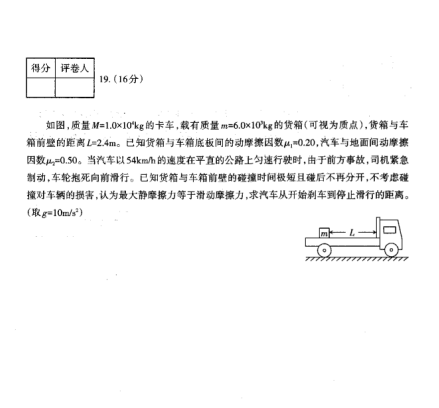 得分 评卷人
19.(16分)
如图,质量M=1.0×10⁴kg的卡车,载有质量m=6.0×10³kg的货箱(可视为质点),货箱与车
箱前壁的距离L=2.4m。已知货箱与车箱底板间的动摩擦因数μ₁=0.20,汽车与地面间动摩擦
因数μ₂=0.50。当汽车以54km/h的速度在平直的公路上匀速行驶时,由于前方事故,司机紧急
制动,车轮抱死向前滑行。已知货箱与车箱前壁的碰撞时间极短且碰后不再分开,不考虑碰
撞对车辆的损害,认为最大静摩擦力等于滑动摩擦力,求汽车从开始刹车到停止滑行的距离。
(取g=10m/s²)
m L